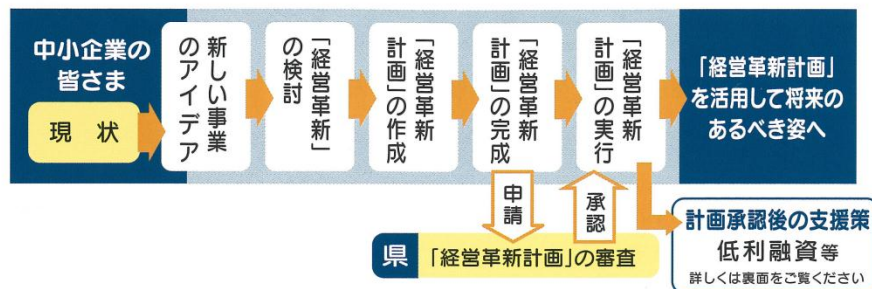 中小企業の
皆さま
現状
新しい事業
のアイデア
「経営革新」
の検討
「経営革新
計画」の作成
「経営革新
計画」の完成
「経営革新
計画」の実行
「経営革新計画」
を活用して将来の
あるべき姿へ
申請
承認
県
「経営革新計画」の審査
計画承認後の支援策
低利融資等
詳しくは裏面をご覧ください